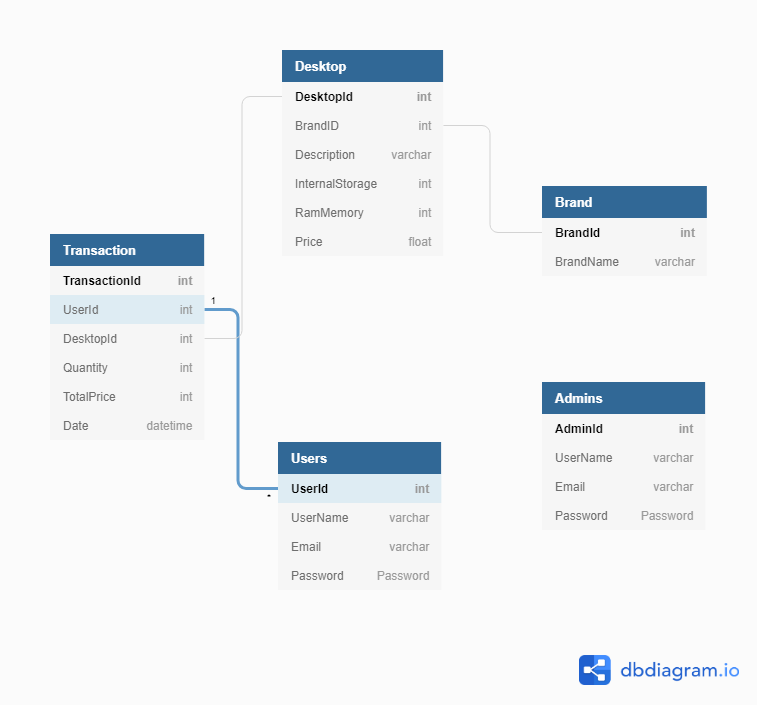 Desktop
DesktopId int
BrandID int
Description varchar
InternalStorage int
RamMemory int
Price float
Brand
BrandId int
BrandName varchar
Transaction
TransactionId int
UserId int
DesktopId int
Quantity int
TotalPrice int
Date datetime
1
*
Users
UserId int
UserName varchar
Email varchar
Password Password
Admins
AdminId int
UserName varchar
Email varchar
Password Password
dbdiagram.io